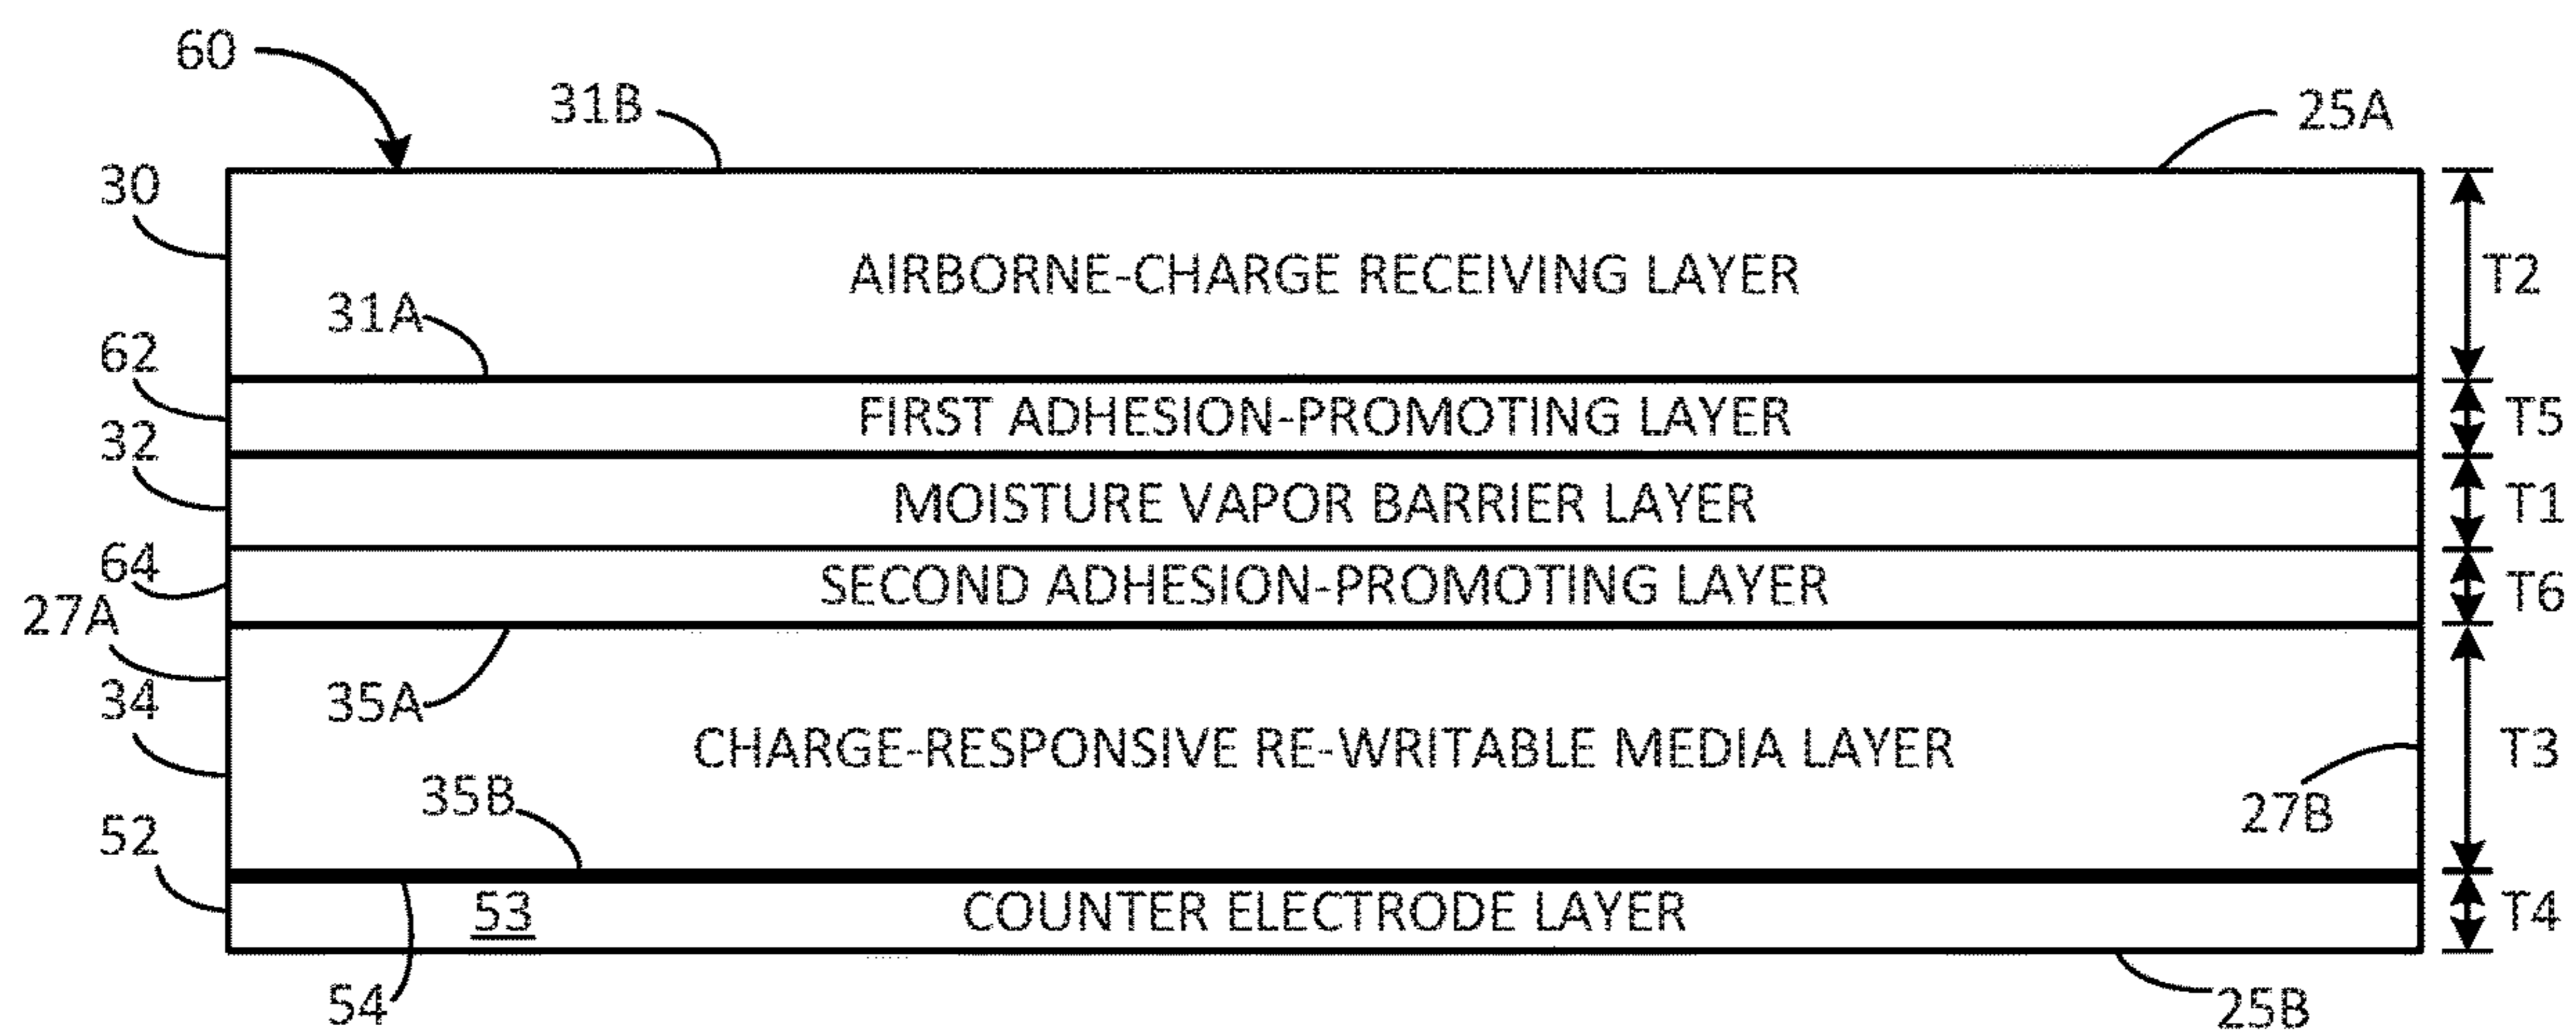 60
31B
25A
30
AIRBORNE-CHARGE RECEIVING LAYER
T2
31A
62
FIRST ADHESION-PROMOTING LAYER
T5
32
MOISTURE VAPOR BARRIER LAYER
T1
64
SECOND ADHESION-PROMOTING LAYER
T6
27A
35A
34
CHARGE-RESPONSIVE RE-WRITABLE MEDIA LAYER
T3
35B
27B
52
53
COUNTER ELECTRODE LAYER
T4
54
25B